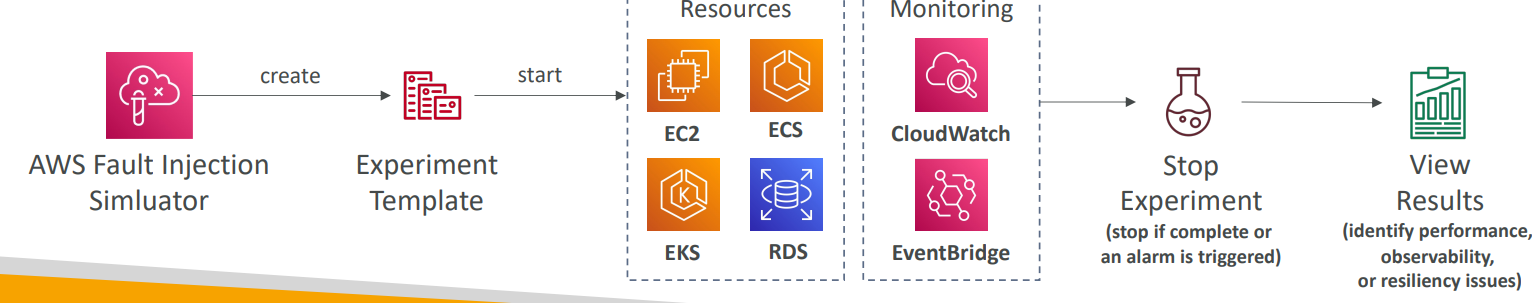 Resources
Monitoring
create
start
AWS Fault Injection
Simluator
Experiment
Template
EC2
ECS
EKS
RDS
K
CloudWatch
EventBridge
Stop
Experiment
(stop if complete or
an alarm is triggered)
View
Results
(identify performance,
observability,
or resiliency issues)